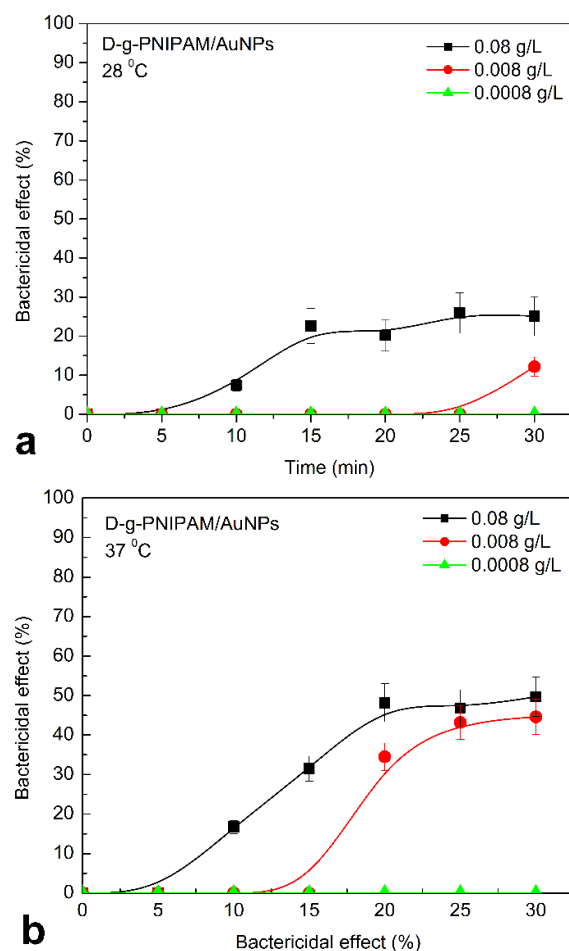 D-g-PNIPAM/AuNPs
28 ⁰C
0.08 g/L
0.008 g/L
0.0008 g/L
Bactericidal effect (%)
100
90
80
70
60
50
40
30
20
10
0
0 5 10 15 20 25 30
Time (min)
a
D-g-PNIPAM/AuNPs
37 ⁰C
0.08 g/L
0.008 g/L
0.0008 g/L
Bactericidal effect (%)
100
90
80
70
60
50
40
30
20
10
0
0 5 10 15 20 25 30
Bactericidal effect (%)
b